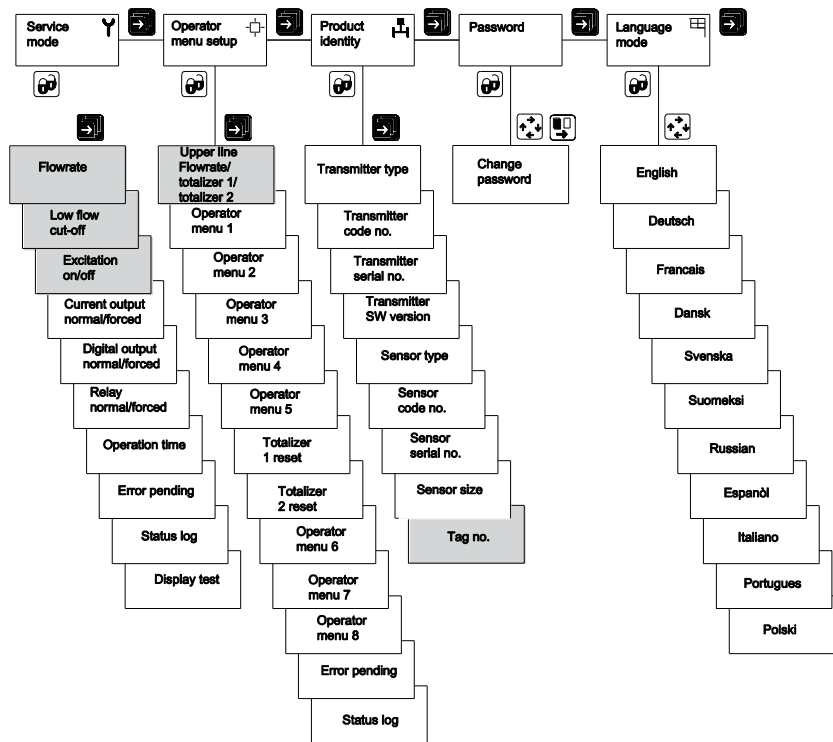 Service
mode
Operator
menu setup
Product
identity
Password
Language
mode
Flowrate
Low flow
cut-off
Excitation
on/off
Current output
normal/forced
Digital output
normal/forced
Relay
normal/forced
Operation time
Error pending
Status log
Display test
Upper line
Flowrate/
totalizer 1/
totalizer 2
Operator
menu 1
Operator
menu 2
Operator
menu 3
Operator
menu 4
Operator
menu 5
Totalizer
1 reset
Totalizer
2 reset
Operator
menu 6
Operator
menu 7
Operator
menu 8
Error pending
Status log
Transmitter type
Transmitter
code no.
Transmitter
serial no.
Transmitter
SW version
Sensor type
Sensor
code no.
Sensor
serial no.
Sensor size
Tag no.
Change
password
English
Deutsch
Francais
Dansk
Svenska
Suomeksi
Russian
Espanòl
Italiano
Portugues
Polski